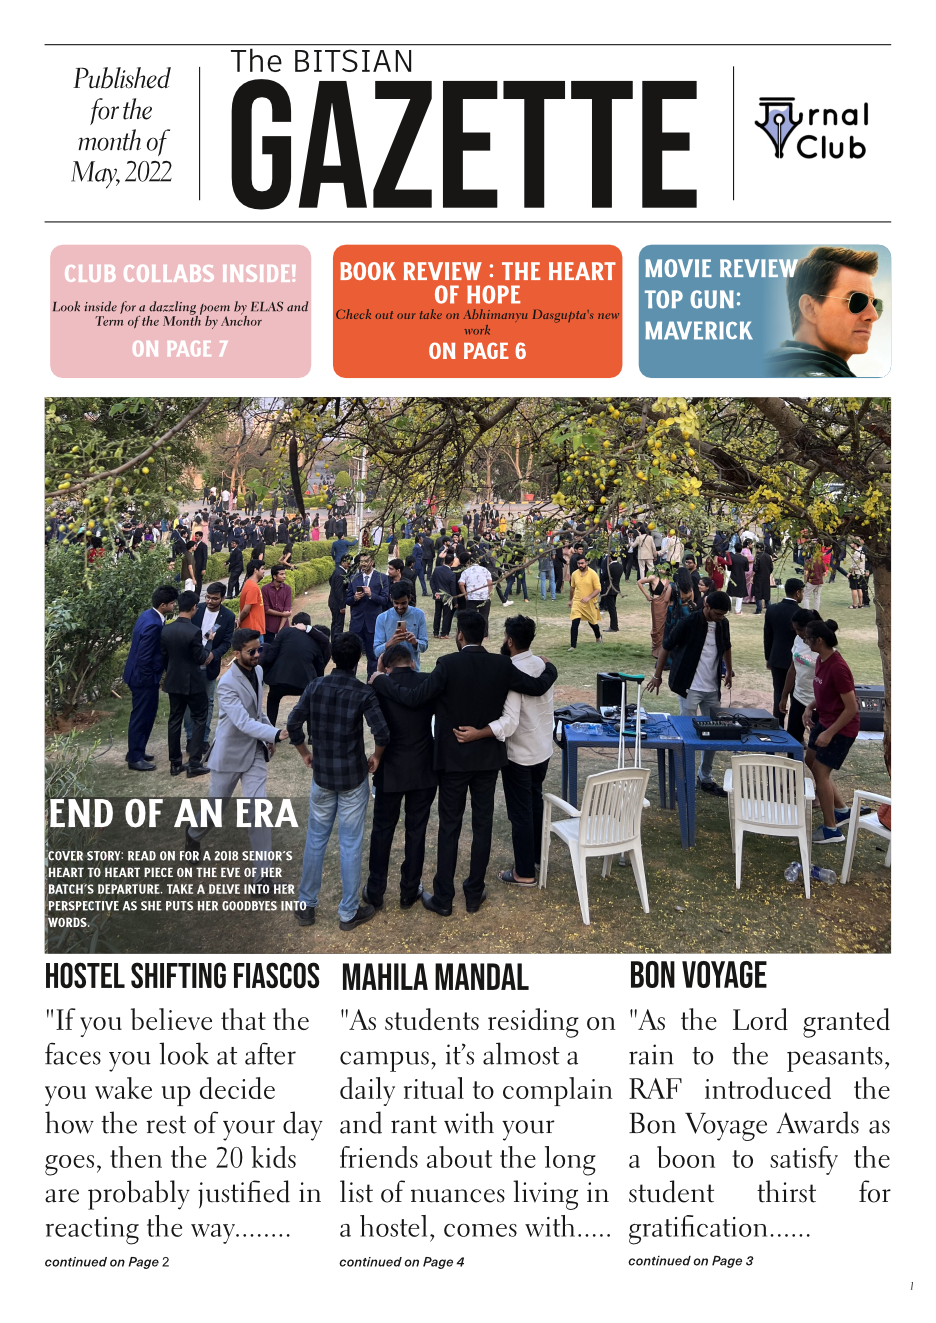 Published
for the
month of
May, 2022
The BITSIAN
GAZETTE
Journal
Club
CLUB COLLABS INSIDE!
Look inside for a dazzling poem by ELAS and
Term of the Month by Anchor
ON PAGE 7
BOOK REVIEW : THE HEART
OF HOPE
Check out our take on Abhimanyu Dasgupta's new
work
ON PAGE 6
MOVIE REVIEW
TOP GUN:
MAVERICK
END OF AN ERA
COVER STORY: READ ON FOR A 2018 SENIOR'S
HEART TO HEART PIECE ON THE EVE OF HER
BATCH'S DEPARTURE. TAKE A DELVE INTO HER
PERSPECTIVE AS SHE PUTS HER GOODBYES INTO
WORDS.
HOSTEL SHIFTING FIASCOS
"If you believe that the
faces you look at after
you wake up decide
how the rest of your day
goes, then the 20 kids
are probably justified in
reacting the way........
continued on Page 2
MAHILA MANDAL
"As students residing on
campus, it's almost a
daily ritual to complain
and rant with your
friends about the long
list of nuances living in
a hostel, comes with.....
continued on Page 4
BON VOYAGE
"As the Lord granted
rain to the peasants,
RAF introduced the
Bon Voyage Awards as
a boon to satisfy the
student thirst for
gratification......
continued on Page 3
1